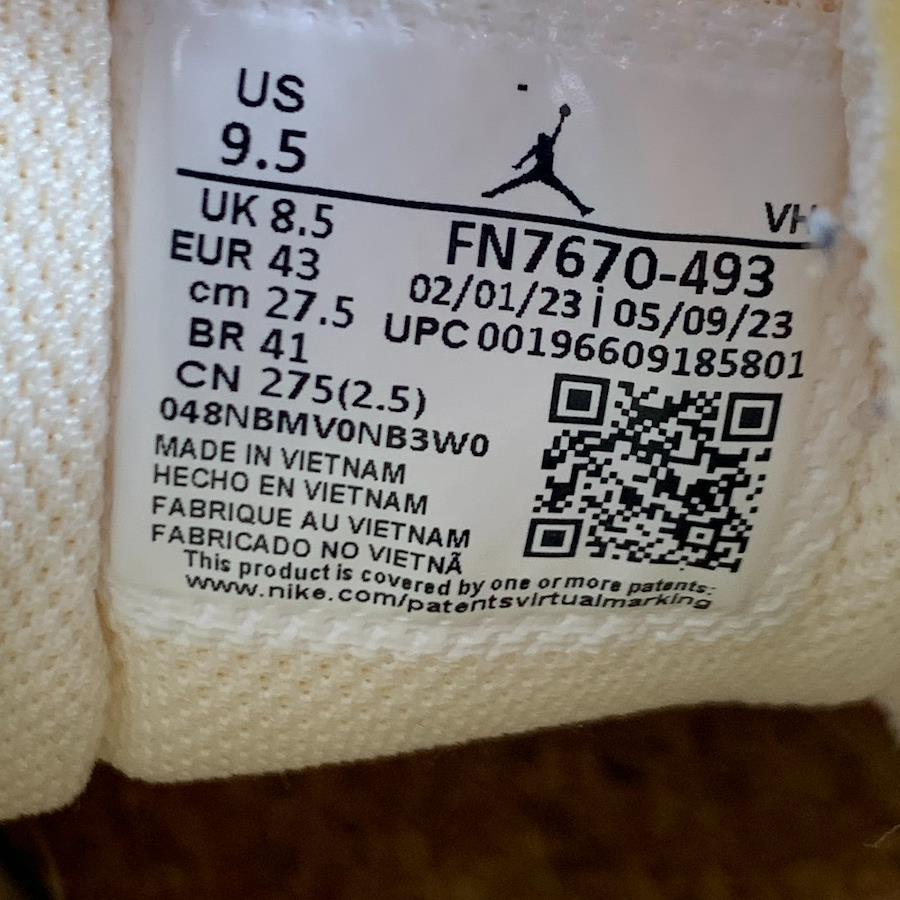 US
9.5
VH
UK 8.5
EUR 43
cm 27.5
BR 41
CN 275(2.5)
FN7670-493
02/01/23 | 05/09/23
UPC 00196609185801
048NBMV0NB3W0
MADE IN VIETNAM
HECHO EN VIETNAM
FABRIQUE AU VIETNAM
FABRICADO NO VIETNÃ
This product is covered by one or more patents:
www.nike.com/patentsvirtualmarking